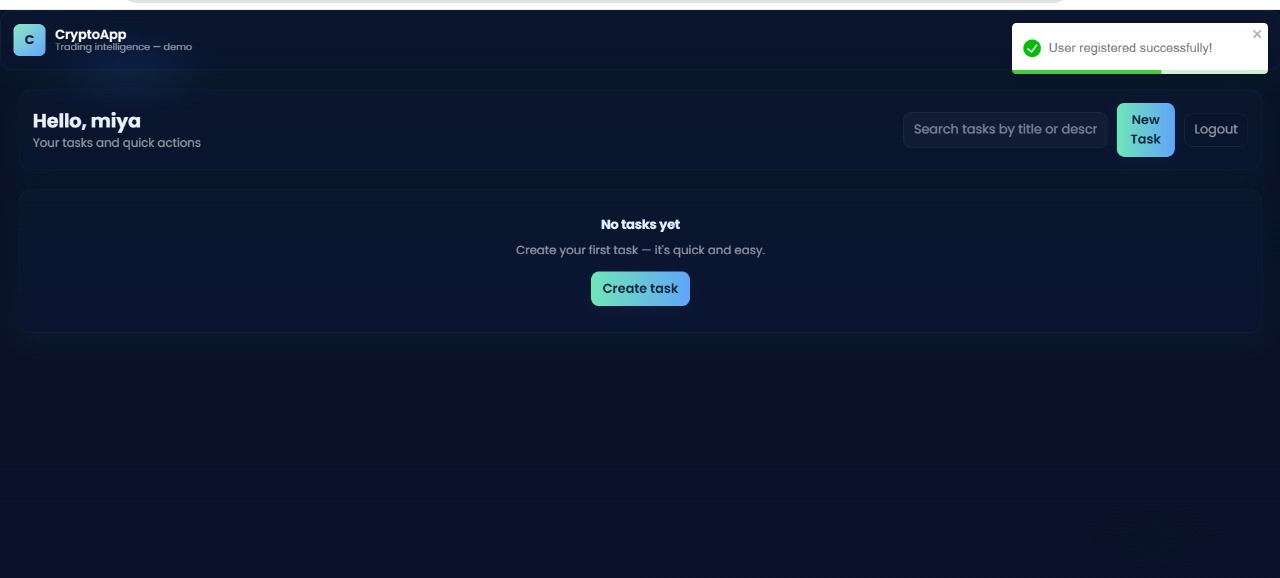 C
CryptoApp
Trading intelligence — demo
User registered successfully!
Hello, miya
Your tasks and quick actions
Search tasks by title or descr
New
Task
Logout
No tasks yet
Create your first task — it's quick and easy.
Create task